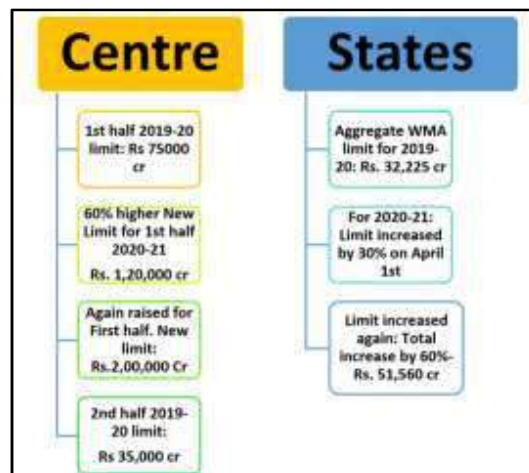 Centre
1st half 2019-20
limit: Rs 75000
cr
60% higher New
Limit for 1st half
2020-21
Rs. 1,20,000 cr
Again raised for
First half. New
limit:
Rs.2,00,000 Cr
2nd half 2019-
20 limit:
Rs 35,000 cr
States
Aggregate WMA
limit for 2019-
20: Rs. 32,225 cr
For 2020-21:
Limit increased
by 30% on April
1st
Limit increased
again: Total
increase by 60%-
Rs. 51,560 cr